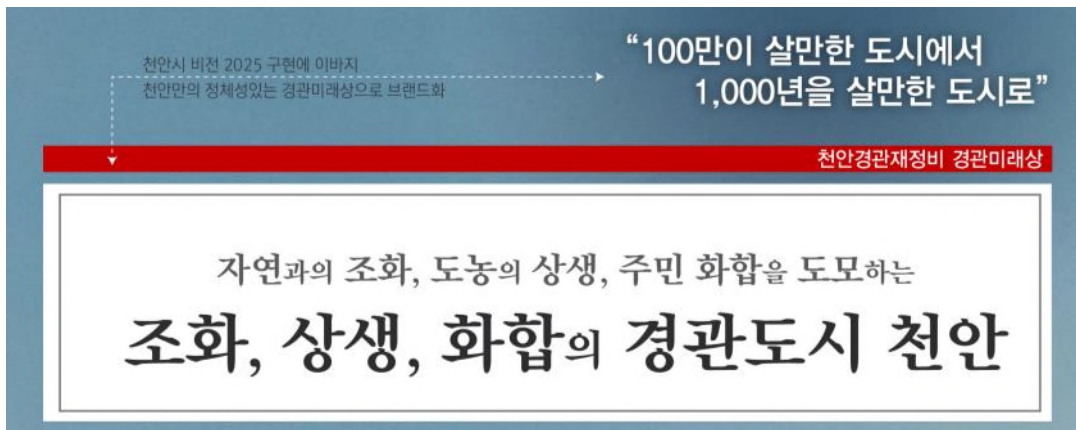 천안시 비전 2025 구현에 이바지
천안만의 정체성있는 경관미래상으로 브랜드화
“100만이 살만한 도시에서
1,000년을 살만한 도시로”
천안경관재정비 경관미래상
자연과의 조화, 도농의 상생, 주민 화합을 도모하는
조화, 상생, 화합의 경관도시 천안